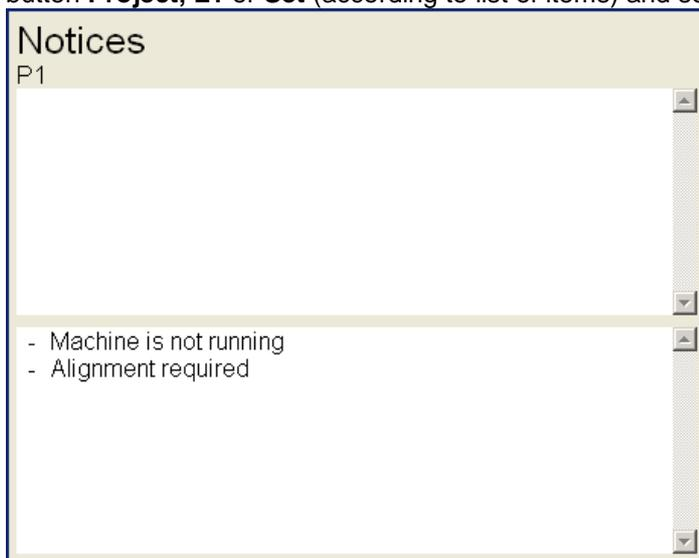 Notices
P1
- Machine is not running
- Alignment required